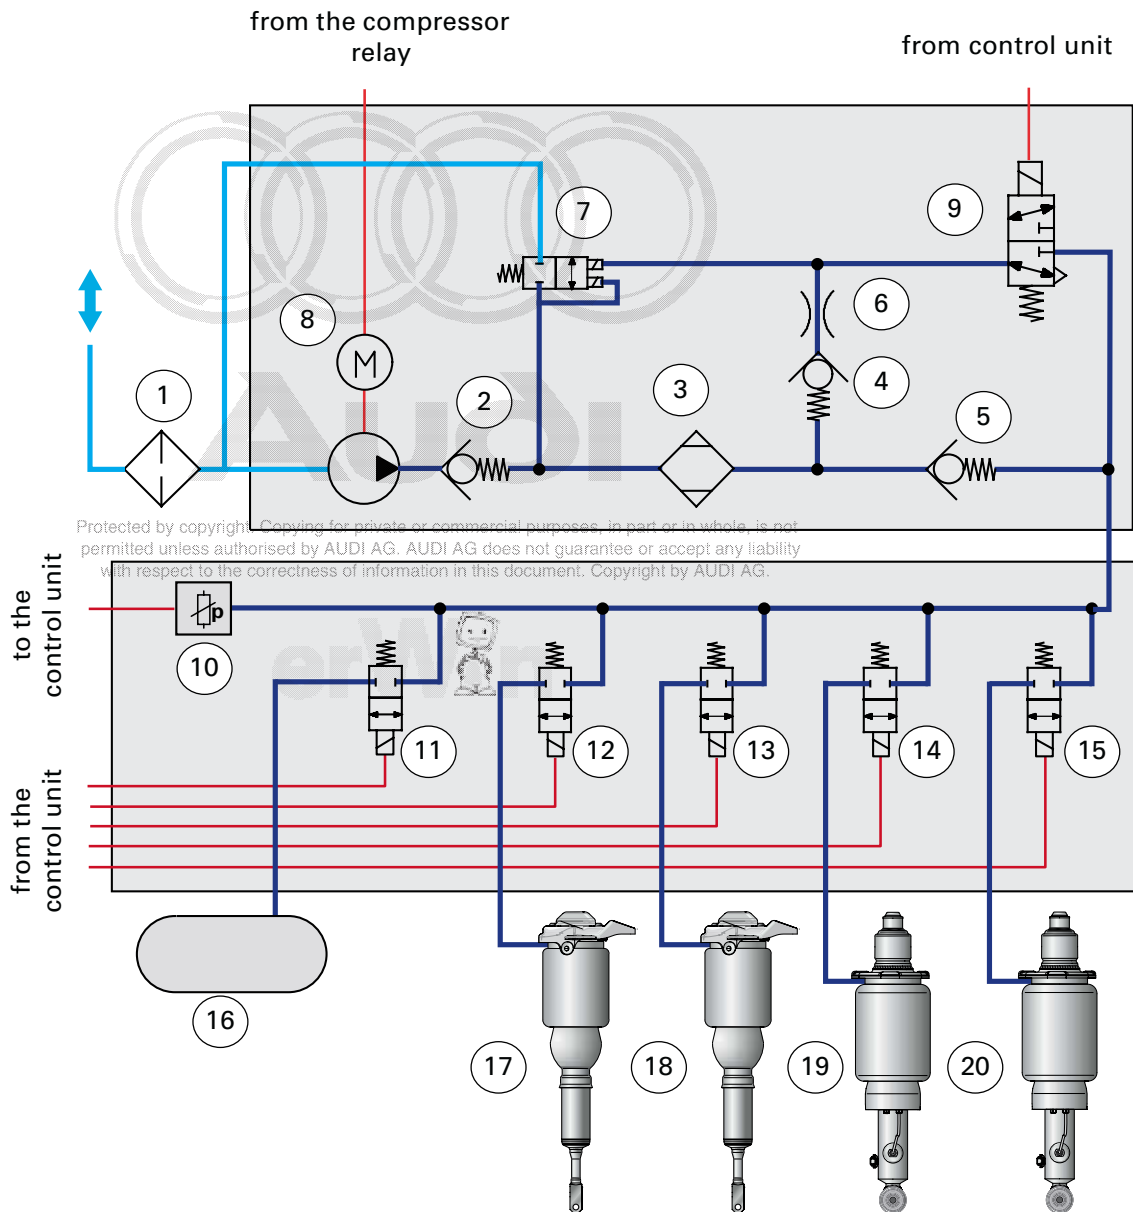 from the compressor
relay
from control unit
7
9
8
6
1
2
3
4
5
M
Audi
Protected by copyright. Copying for private or commercial purposes, in part or in whole, is not
permitted unless authorised by AUDI AG. AUDI AG does not guarantee or accept any liability
with respect to the correctness of information in this document. Copyright by AUDI AG.
to the
control unit
p
10
erWin
11
12
13
14
15
from the
control unit
16
17
18
19
20